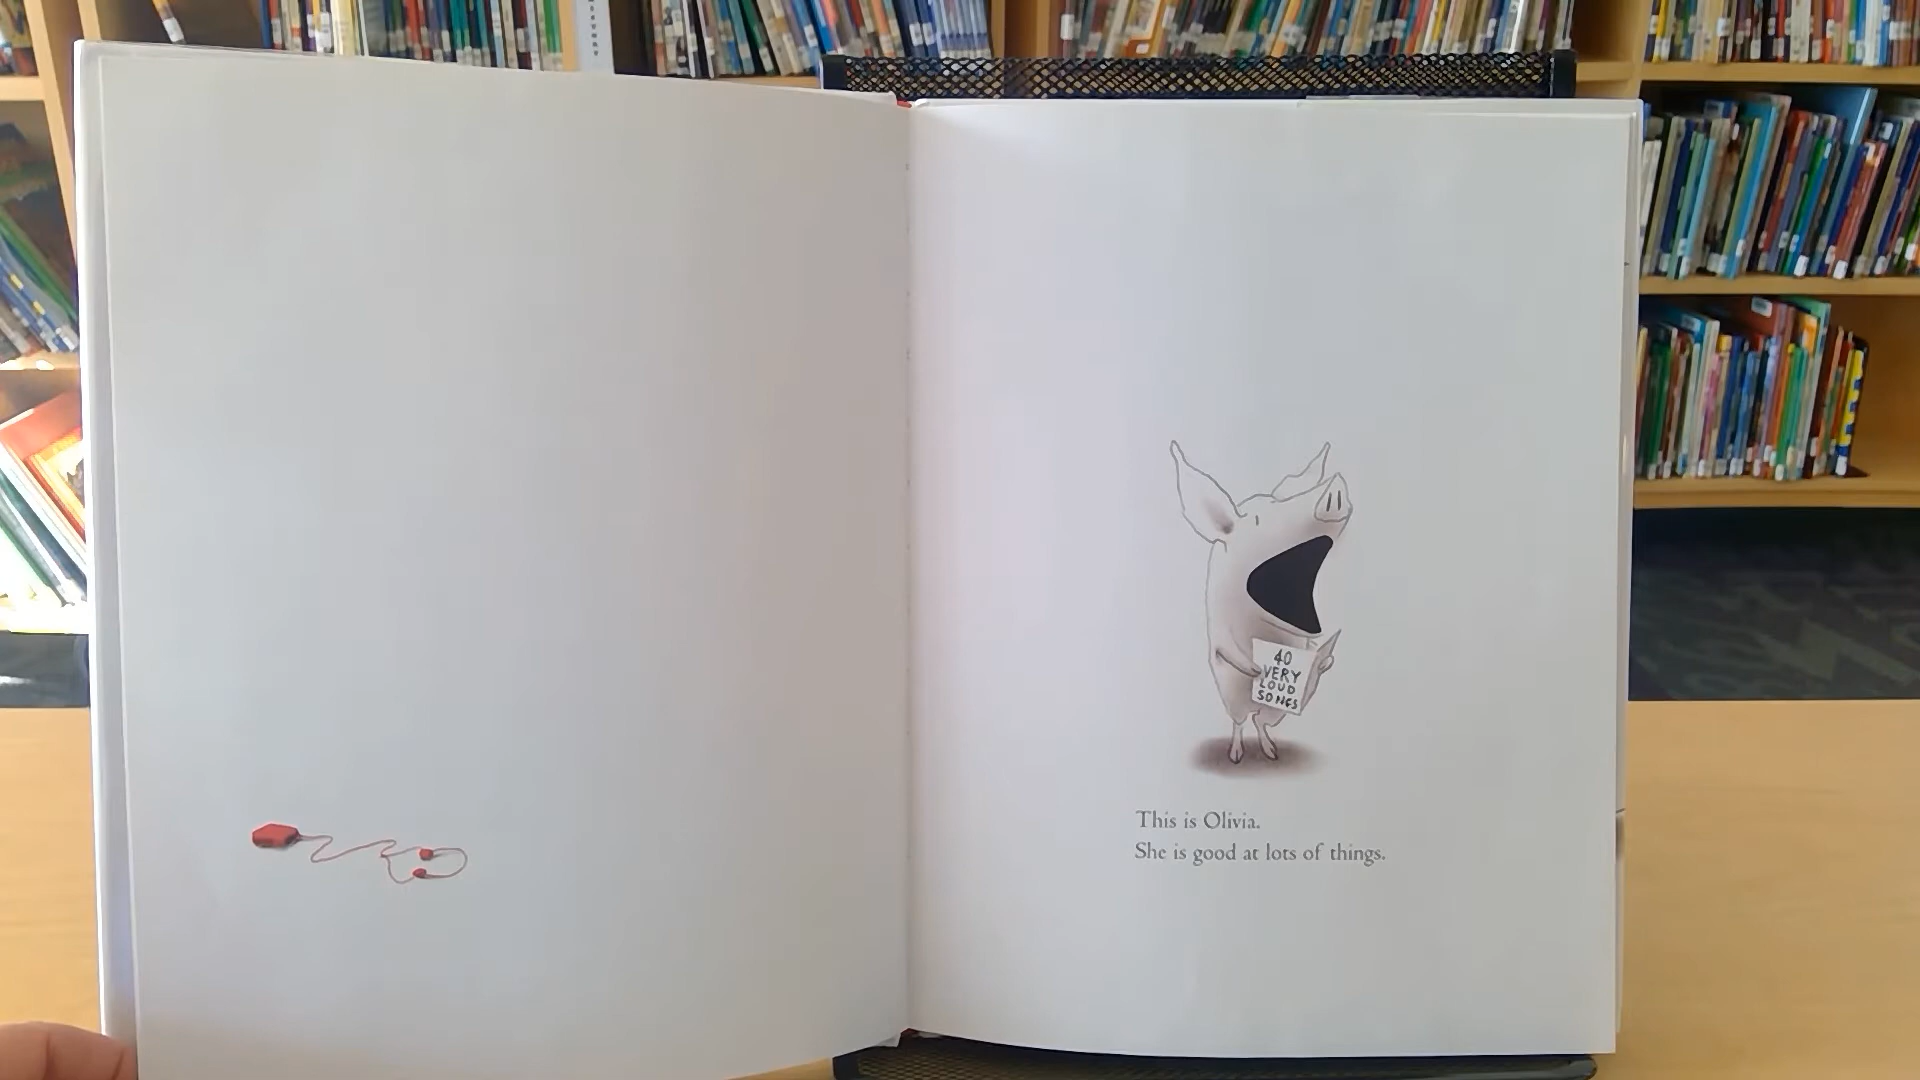 40
VERY
LOUD
SONGS
This is Olivia.
She is good at lots of things.